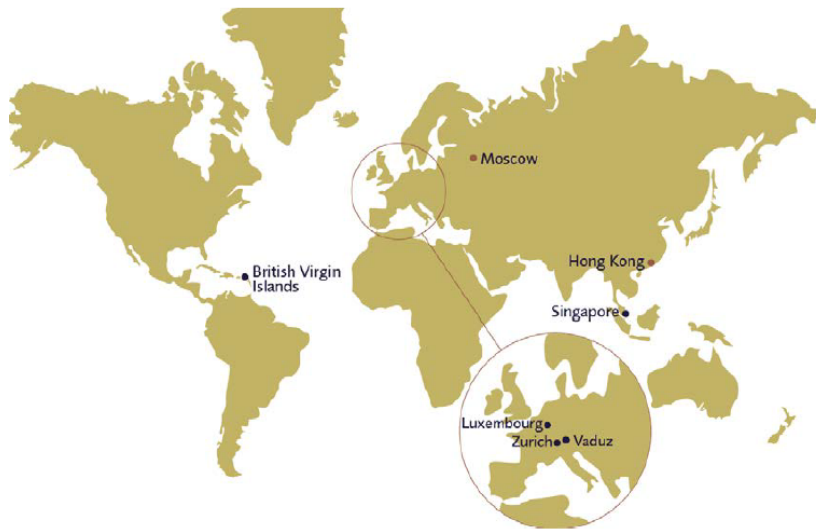 Moscow
British Virgin
Islands
Hong Kong
Singapore
Luxembourg
Zurich
Vaduz